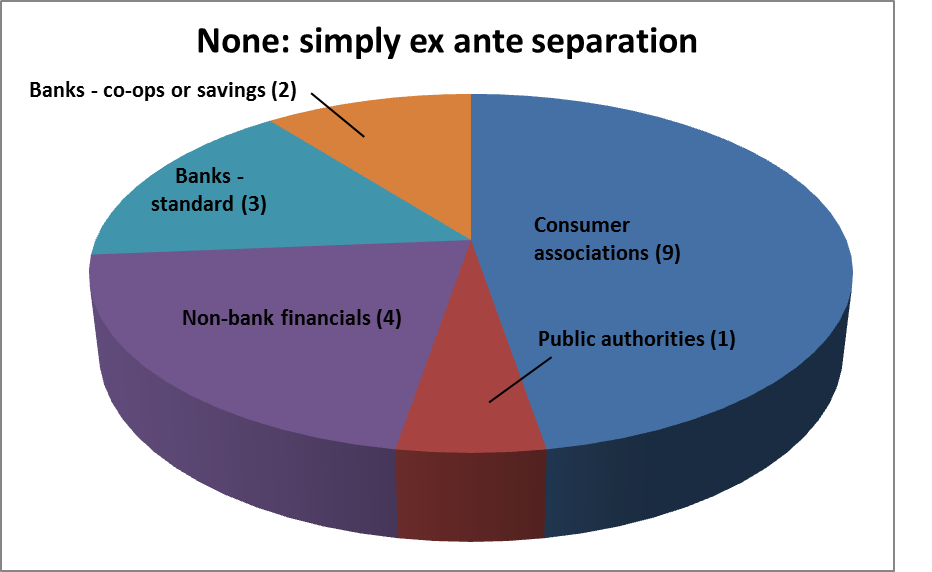 None: simply ex ante separation
Banks - co-ops or savings (2)
Banks -
standard (3)
Consumer
associations (9)
Non-bank financials (4)
Public authorities (1)